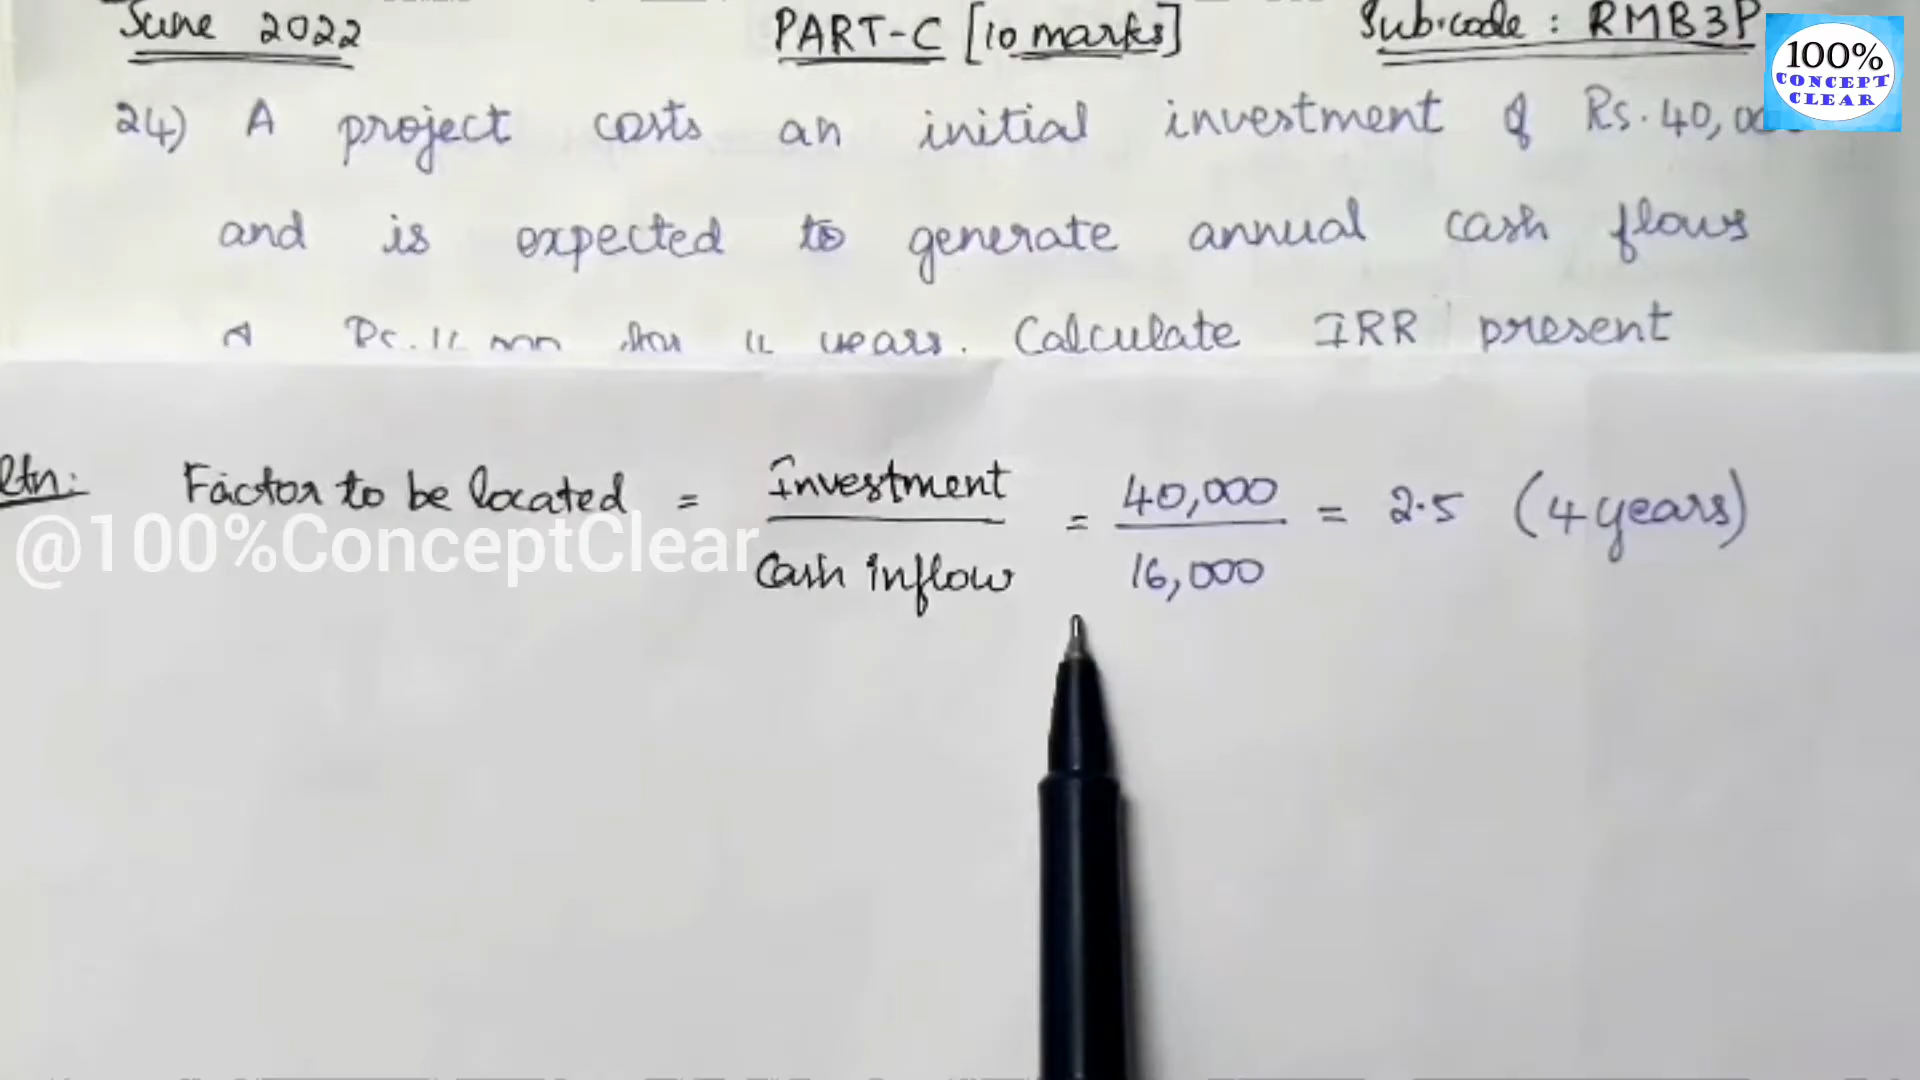 June 2022 PART-C [10 marks] Sub.code : RMB3P
100%
CONCEPT
CLEAR
24) A project costs an initial investment of Rs. 40,00
and is expected to generate annual cash flows
years. Calculate IRR present
ltn: Factor to be located = Investment / Cash inflow = 40,000 / 16,000 = 2.5 (4 years)
@100%ConceptClear